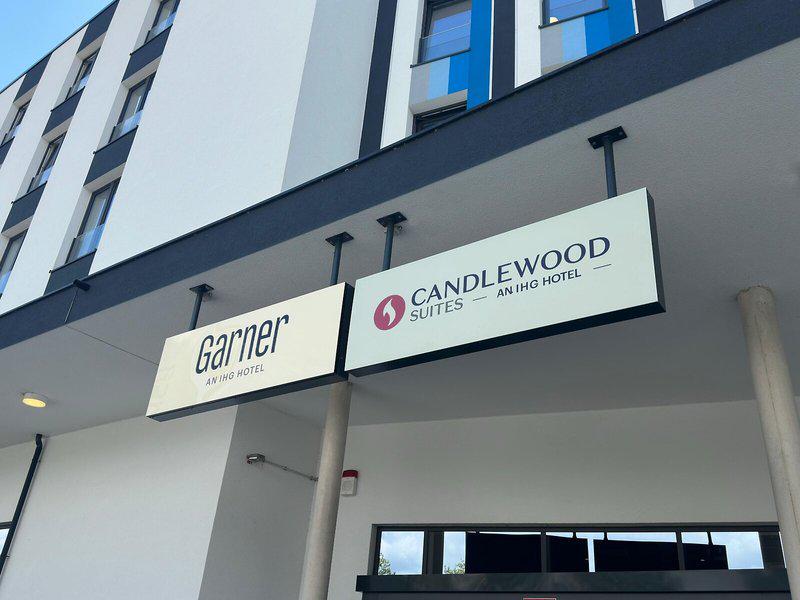 Garner
AN IHG HOTEL
CANDLEWOOD
SUITES — AN IHG HOTEL —